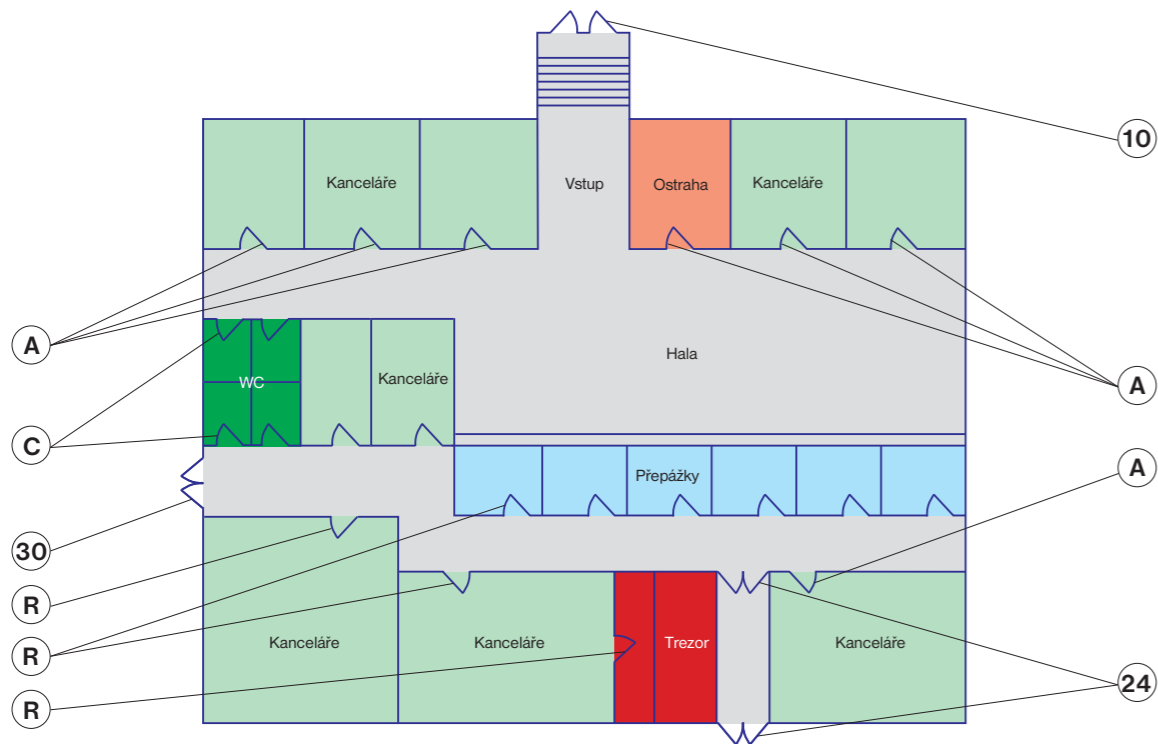 10
Kanceláře
Vstup
Ostraha
Kanceláře
A
Hala
WC
Kanceláře
A
C
Přepážky
A
30
R
R
Kanceláře
Kanceláře
Trezor
Kanceláře
24
R